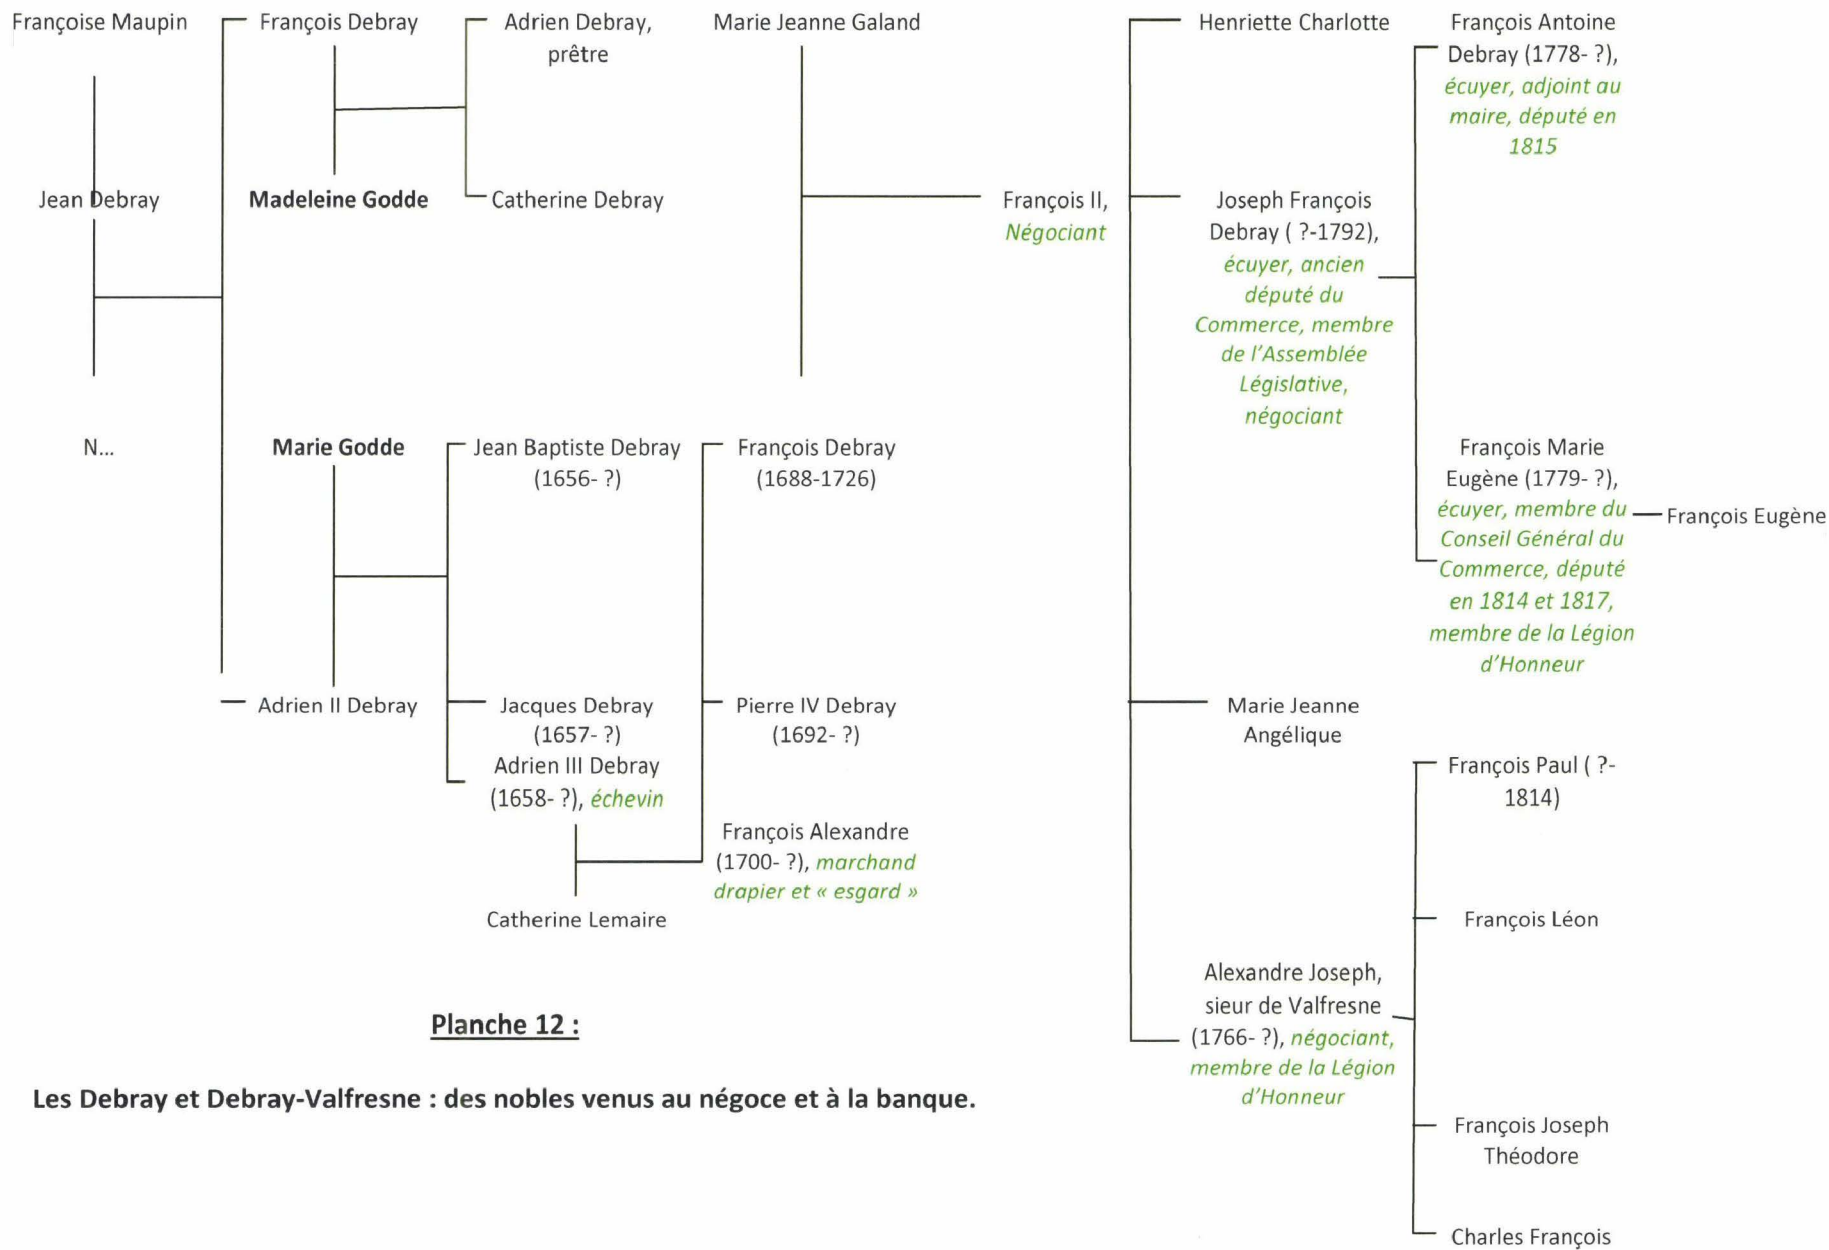 Françoise Maupin
Jean Debray
N...
François Debray
Madeleine Godde
Marie Godde
Adrien II Debray
Adrien Debray,
prêtre
Catherine Debray
Jean Baptiste Debray
(1656- ?)
Jacques Debray
(1657- ?)
Adrien III Debray
(1658- ?), échevin
Catherine Lemaire
Marie Jeanne Galand
François Debray
(1688-1726)
Pierre IV Debray
(1692- ?)
François Alexandre
(1700- ?), marchand
drapier et « esgard »
François II,
Négociant
Henriette Charlotte
Joseph François
Debray ( ?-1792),
écuyer, ancien
député du
Commerce, membre
de l'Assemblée
Législative,
négociant
Marie Jeanne
Angélique
Alexandre Joseph,
sieur de Valfresne
(1766- ?), négociant,
membre de la Légion
d'Honneur
François Antoine
Debray (1778- ?),
écuyer, adjoint au
maire, député en
1815
François Marie
Eugène (1779- ?),
écuyer, membre du
Conseil Général du
Commerce, député
en 1814 et 1817,
membre de la Légion
d'Honneur
François Eugène
François Paul ( ?-
1814)
François Léon
François Joseph
Théodore
Charles François
Planche 12 :
Les Debray et Debray-Valfresne : des nobles venus au négoce et à la banque.